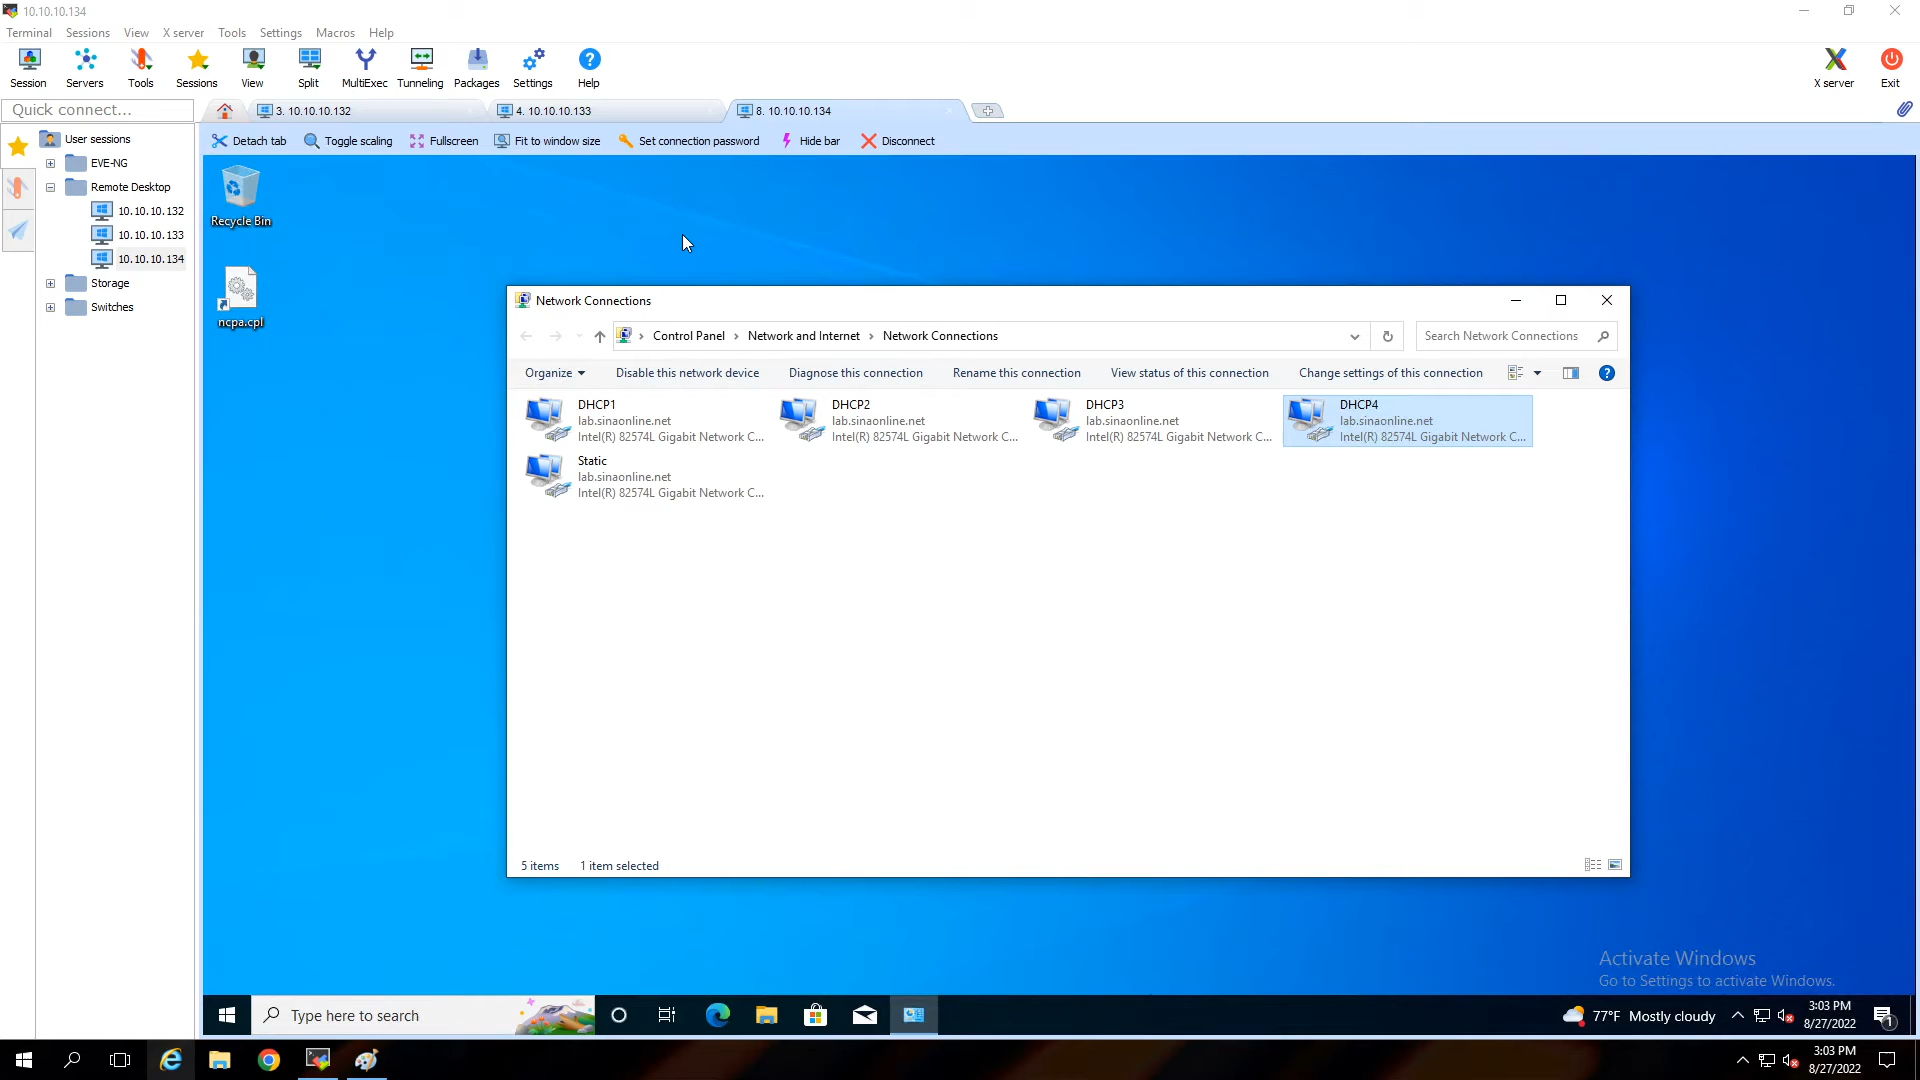 10.10.10.134
Terminal Sessions View X server Tools Settings Macros Help
Session Servers Tools Sessions View Split MultiExec Tunneling Packages Settings Help X server Exit
Quick connect...
3. 10.10.10.132
4. 10.10.10.133
8. 10.10.10.134
Detach tab Toggle scaling Fullscreen Fit to window size Set connection password Hide bar Disconnect
User sessions
EVE-NG
Remote Desktop
10.10.10.132
10.10.10.133
10.10.10.134
Storage
Switches
Recycle Bin
ncpa.cpl
Network Connections
Control Panel Network and Internet Network Connections
Search Network Connections
Organize Disable this network device Diagnose this connection Rename this connection View status of this connection Change settings of this connection
DHCP1
lab.sinaonline.net
Intel(R) 82574L Gigabit Network C...
DHCP2
lab.sinaonline.net
Intel(R) 82574L Gigabit Network C...
DHCP3
lab.sinaonline.net
Intel(R) 82574L Gigabit Network C...
DHCP4
lab.sinaonline.net
Intel(R) 82574L Gigabit Network C...
Static
lab.sinaonline.net
Intel(R) 82574L Gigabit Network C...
5 items 1 item selected
Activate Windows
Go to Settings to activate Windows.
Type here to search
77°F Mostly cloudy
3:03 PM
8/27/2022
1
3:03 PM
8/27/2022